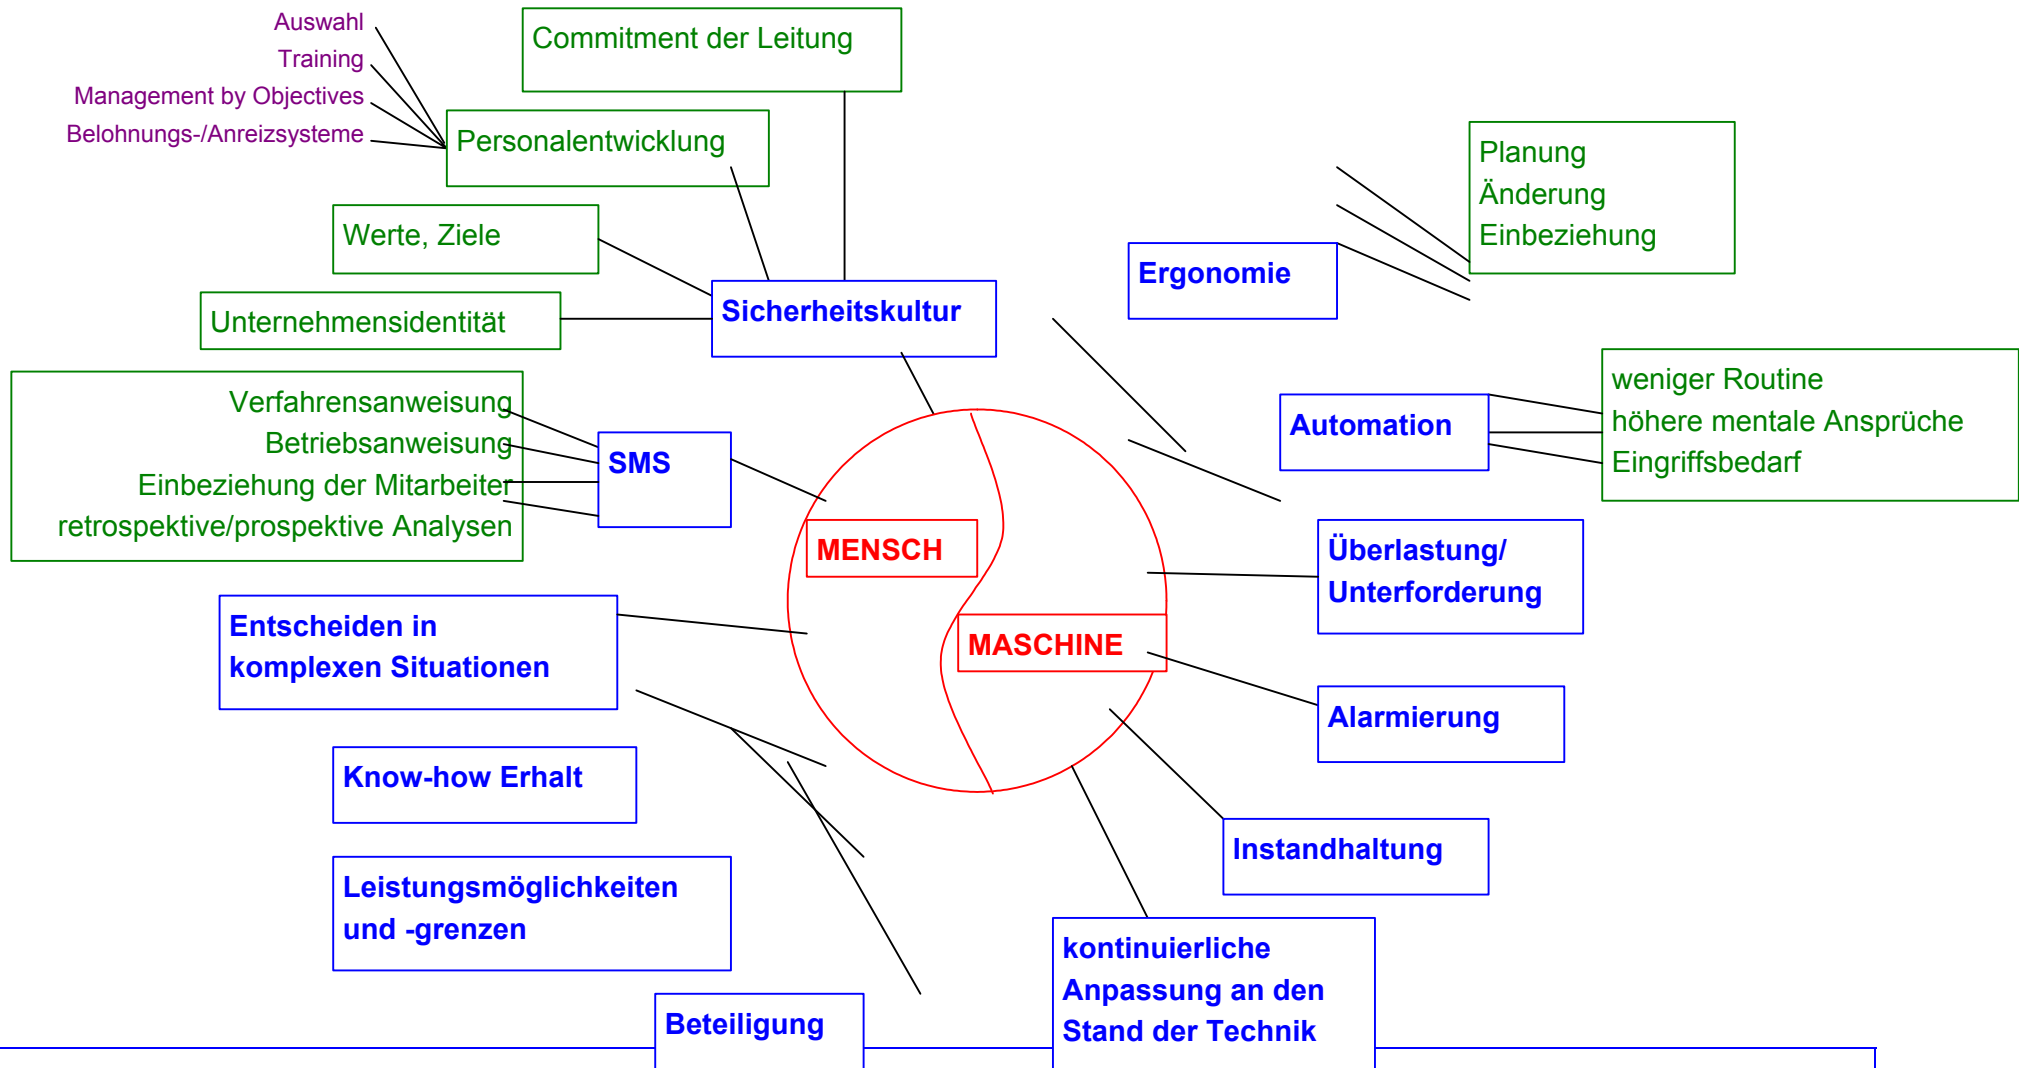 Auswahl
Training
Management by Objectives
Belohnungs-/Anreizsysteme
Commitment der Leitung
Personalentwicklung
Werte, Ziele
Unternehmensidentität
Sicherheitskultur
Verfahrensanweisung
Betriebsanweisung
Einbeziehung der Mitarbeiter
retrospektive/prospektive Analysen
SMS
Planung
Änderung
Einbeziehung
Ergonomie
weniger Routine
höhere mentale Ansprüche
Eingriffsbedarf
Automation
MENSCH
MASCHINE
Überlastung/
Unterforderung
Entscheiden in
komplexen Situationen
Alarmierung
Know-how Erhalt
Instandhaltung
Leistungsmöglichkeiten
und -grenzen
Beteiligung
kontinuierliche
Anpassung an den
Stand der Technik